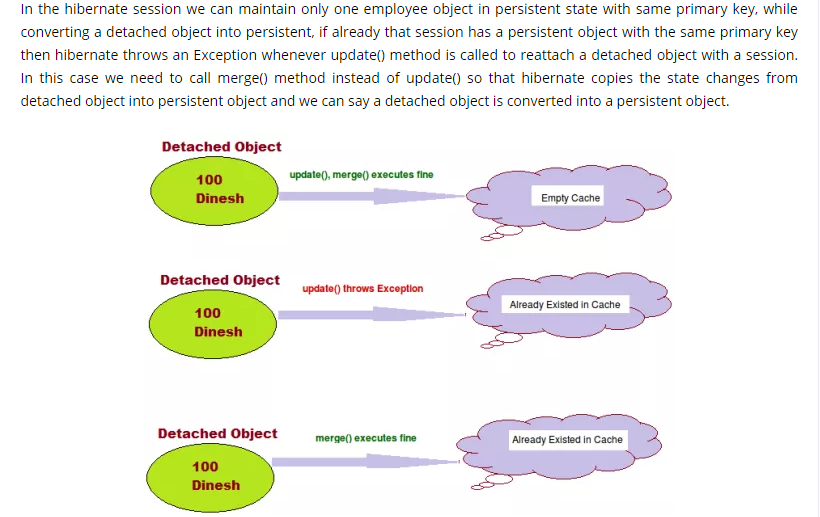 In the hibernate session we can maintain only one employee object in persistent state with same primary key, while
converting a detached object into persistent, if already that session has a persistent object with the same primary key
then hibernate throws an Exception whenever update() method is called to reattach a detached object with a session.
In this case we need to call merge() method instead of update() so that hibernate copies the state changes from
detached object into persistent object and we can say a detached object is converted into a persistent object.
Detached Object
100
Dinesh
update(), merge() executes fine
Empty Cache
Detached Object
100
Dinesh
update() throws Exception
Already Existed in Cache
Detached Object
100
Dinesh
merge() executes fine
Already Existed in Cache